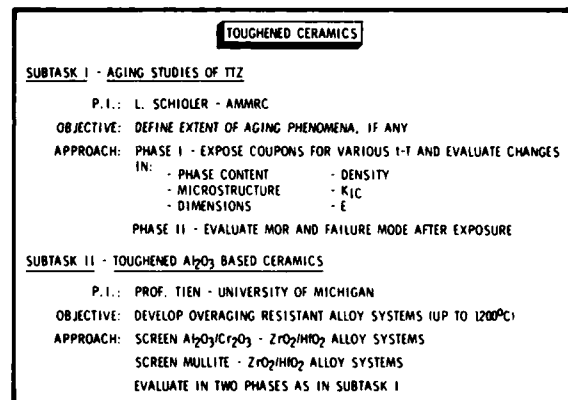 TOUGHENED CERAMICS
SUBTASK I - AGING STUDIES OF TTZ
P.I.: L. SCHIOLER - AMMRC
OBJECTIVE: DEFINE EXTENT OF AGING PHENOMENA, IF ANY
APPROACH: PHASE I - EXPOSE COUPONS FOR VARIOUS t-T AND EVALUATE CHANGES
IN:
- PHASE CONTENT - DENSITY
- MICROSTRUCTURE - KIC
- DIMENSIONS - E
PHASE II - EVALUATE MOR AND FAILURE MODE AFTER EXPOSURE
SUBTASK II - TOUGHENED Al2O3 BASED CERAMICS
P.I.: PROF. TIEN - UNIVERSITY OF MICHIGAN
OBJECTIVE: DEVELOP OVERAGING RESISTANT ALLOY SYSTEMS (UP TO 1200°C)
APPROACH: SCREEN Al2O3/Cr2O3 - ZrO2/HfO2 ALLOY SYSTEMS
SCREEN MULLITE - ZrO2/HfO2 ALLOY SYSTEMS
EVALUATE IN TWO PHASES AS IN SUBTASK I